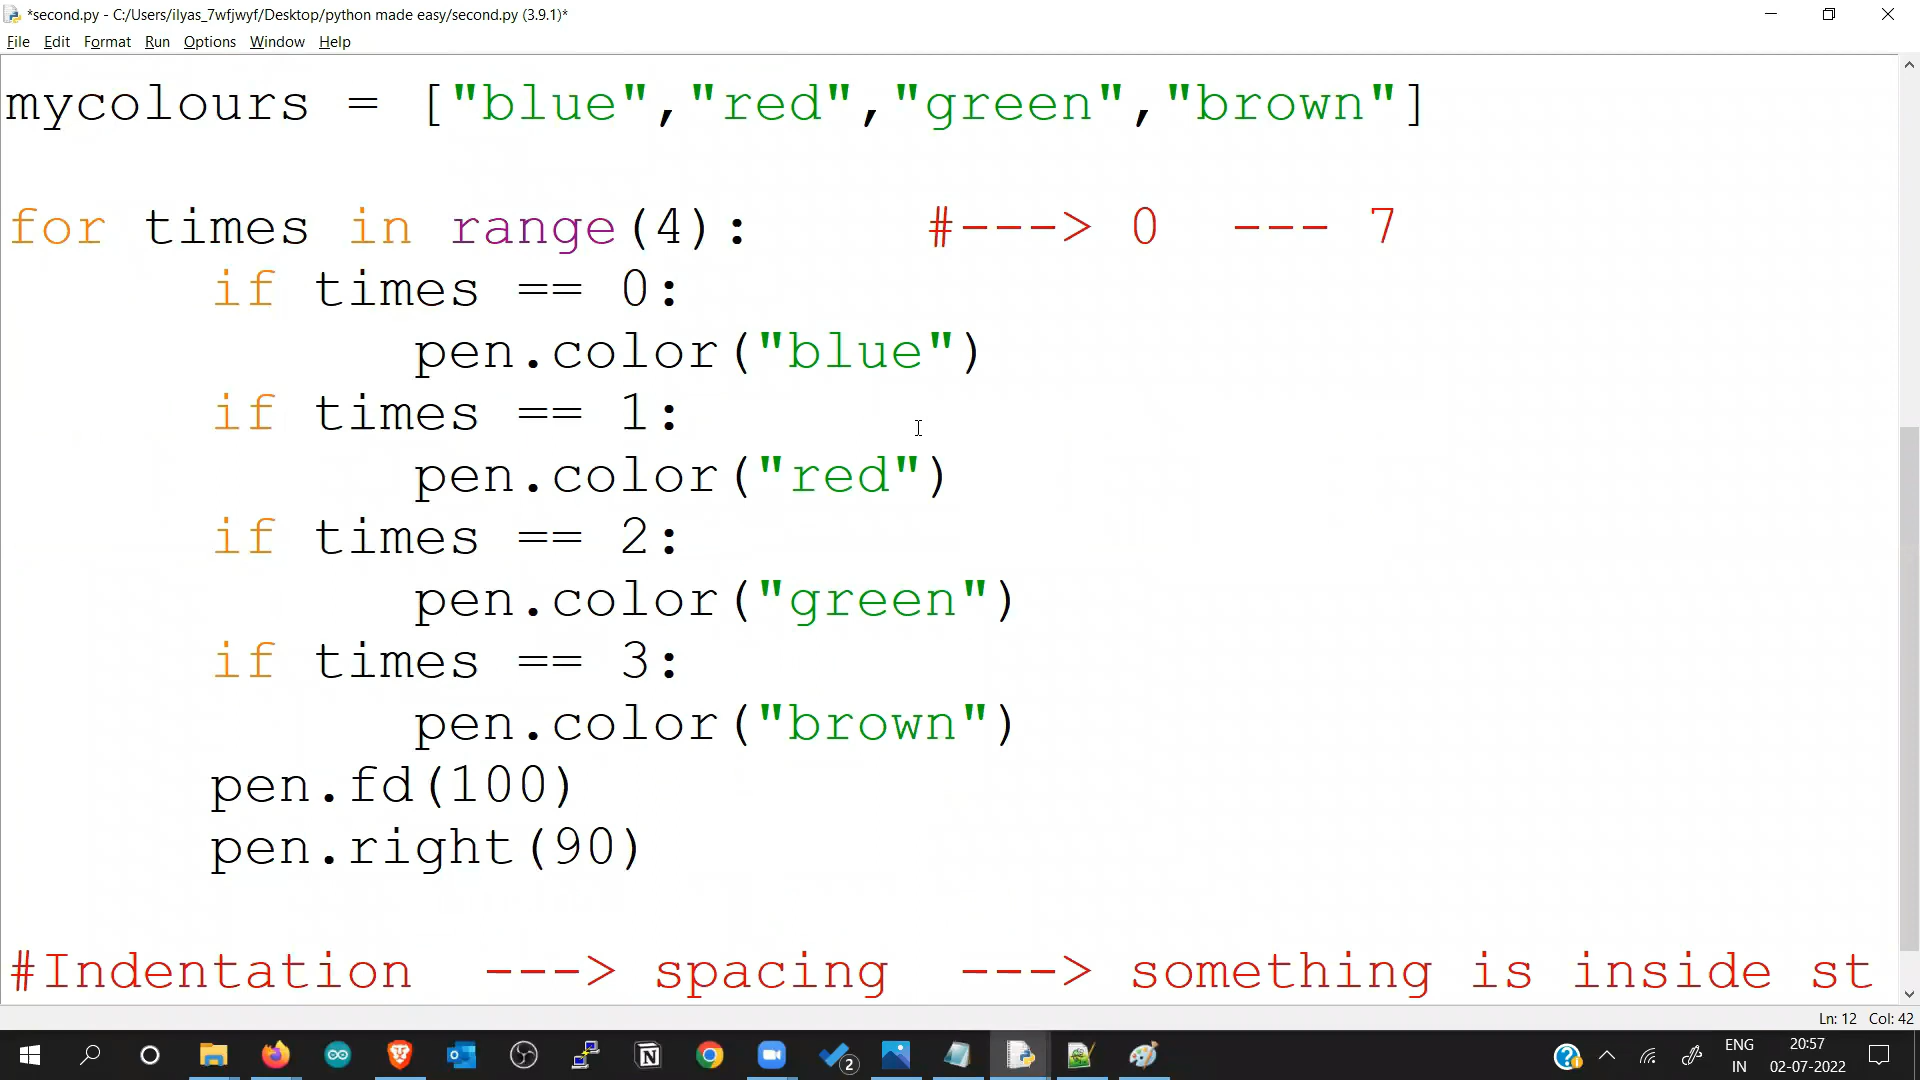 *second.py - C:/Users/ilyas_7wfjwyf/Desktop/python made easy/second.py (3.9.1)*
File Edit Format Run Options Window Help
mycolours = ["blue","red","green","brown"]
for times in range(4): #---> 0 --- 7
if times == 0:
pen.color("blue")
if times == 1:
pen.color("red")
if times == 2:
pen.color("green")
if times == 3:
pen.color("brown")
pen.fd(100)
pen.right(90)
#Indentation ---> spacing ---> something is inside st
Ln: 12 Col: 42
2
ENG
IN
20:57
02-07-2022